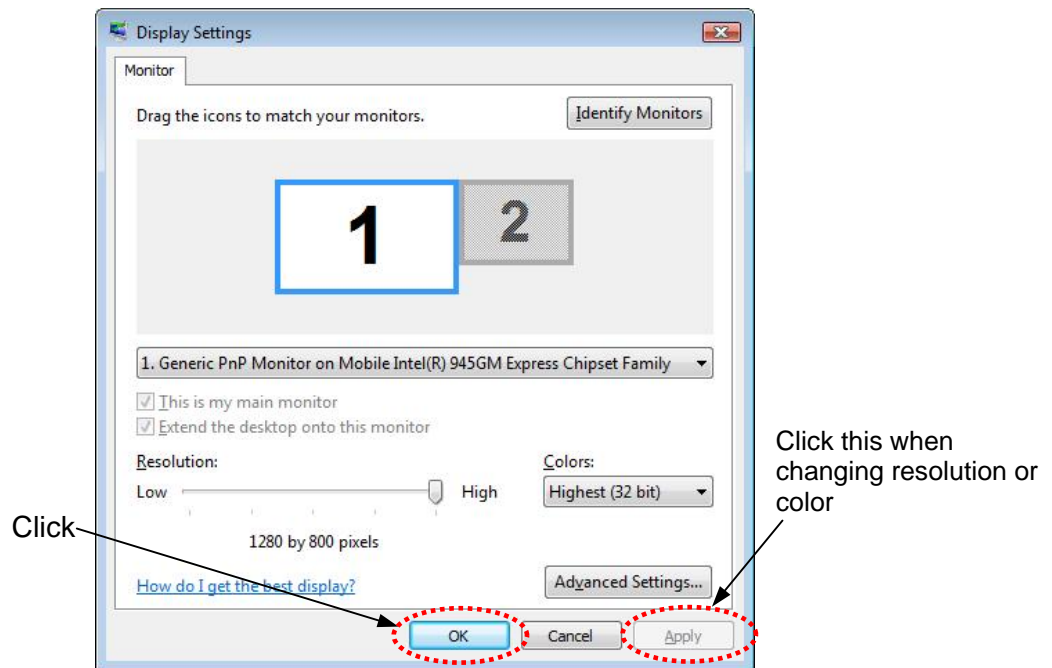 Display Settings
Monitor
Drag the icons to match your monitors.
Identify Monitors
1
2
1. Generic PnP Monitor on Mobile Intel(R) 945GM Express Chipset Family
This is my main monitor
Extend the desktop onto this monitor
Resolution:
Colors:
Low
High
Highest (32 bit)
1280 by 800 pixels
How do I get the best display?
Advanced Settings...
OK
Cancel
Apply
Click
Click this when
changing resolution or
color